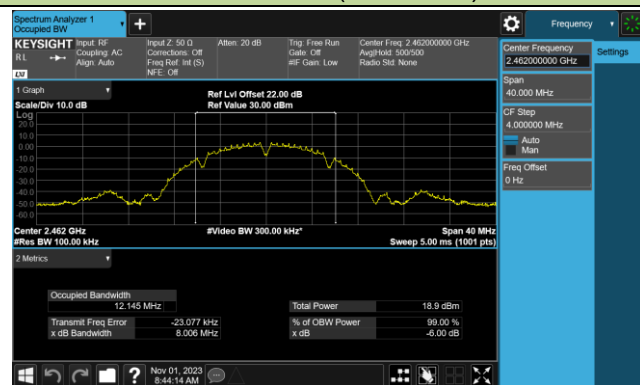 Spectrum Analyzer 1
Occupied BW
Frequency
KEYSIGHT
Input: RF
Input Z: 50 Ω
Atten: 20 dB
Trig: Free Run
Center Freq: 2.462000000 GHz
RL
Coupling: AC
Corrections: Off
Gate: Off
Avg|Hold: 500/500
Align: Auto
Freq Ref: Int (S)
#IF Gain: Low
Radio Std: None
NFE: Off
LXI
Center Frequency
2.462000000 GHz
Settings
Span
40.000 MHz
CF Step
4.000000 MHz
Auto
Man
Freq Offset
0 Hz
1 Graph
Ref Lvl Offset 22.00 dB
Scale/Div 10.0 dB
Ref Value 30.00 dBm
Log
20.0
10.0
0.00
-10.0
-20.0
-30.0
-40.0
-50.0
-60.0
Center 2.462 GHz
#Video BW 300.00 kHz*
Span 40 MHz
#Res BW 100.00 kHz
Sweep 5.00 ms (1001 pts)
2 Metrics
Occupied Bandwidth
12.145 MHz
Total Power
18.9 dBm
Transmit Freq Error
-23.077 kHz
% of OBW Power
99.00 %
x dB Bandwidth
8.006 MHz
x dB
-6.00 dB
?
Nov 01, 2023
8:44:14 AM